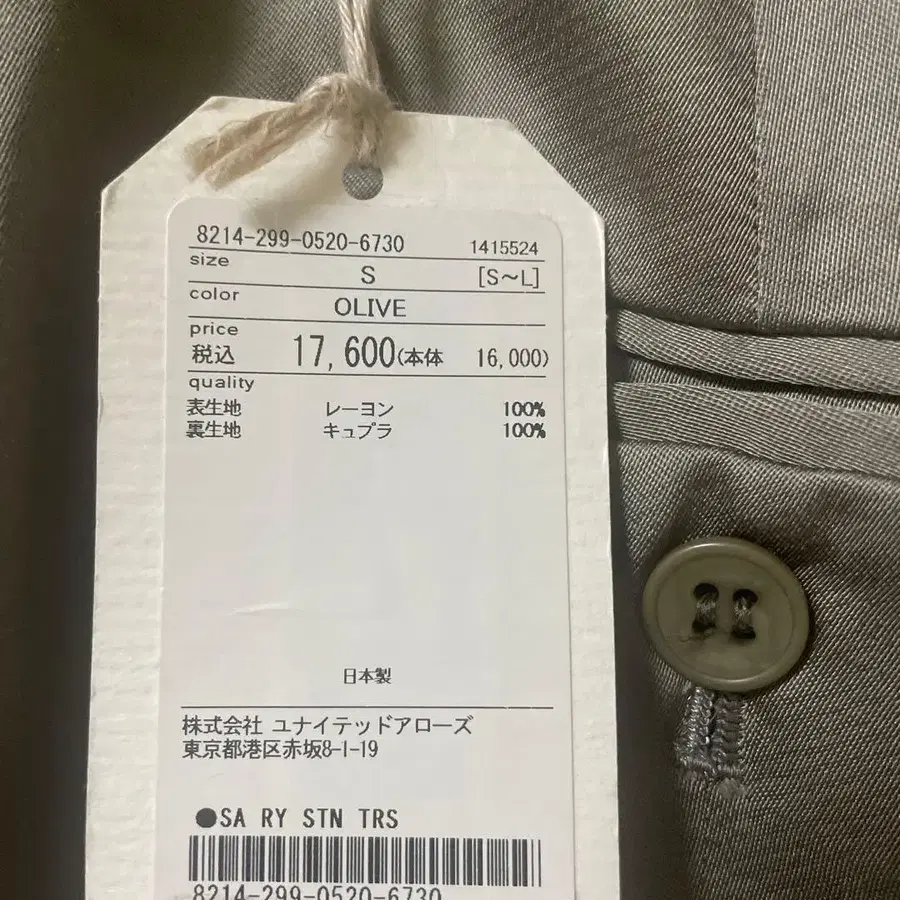 8214-299-0520-6730 1415524
size S [S～L]
color OLIVE
price
税込 17,600(本体 16,000)
quality
表生地 レーヨン 100%
裏生地 キュプラ 100%
日本製
株式会社 ユナイテッドアローズ
東京都港区赤坂8-1-19
●SA RY STN TRS
8214-299-0520-6730